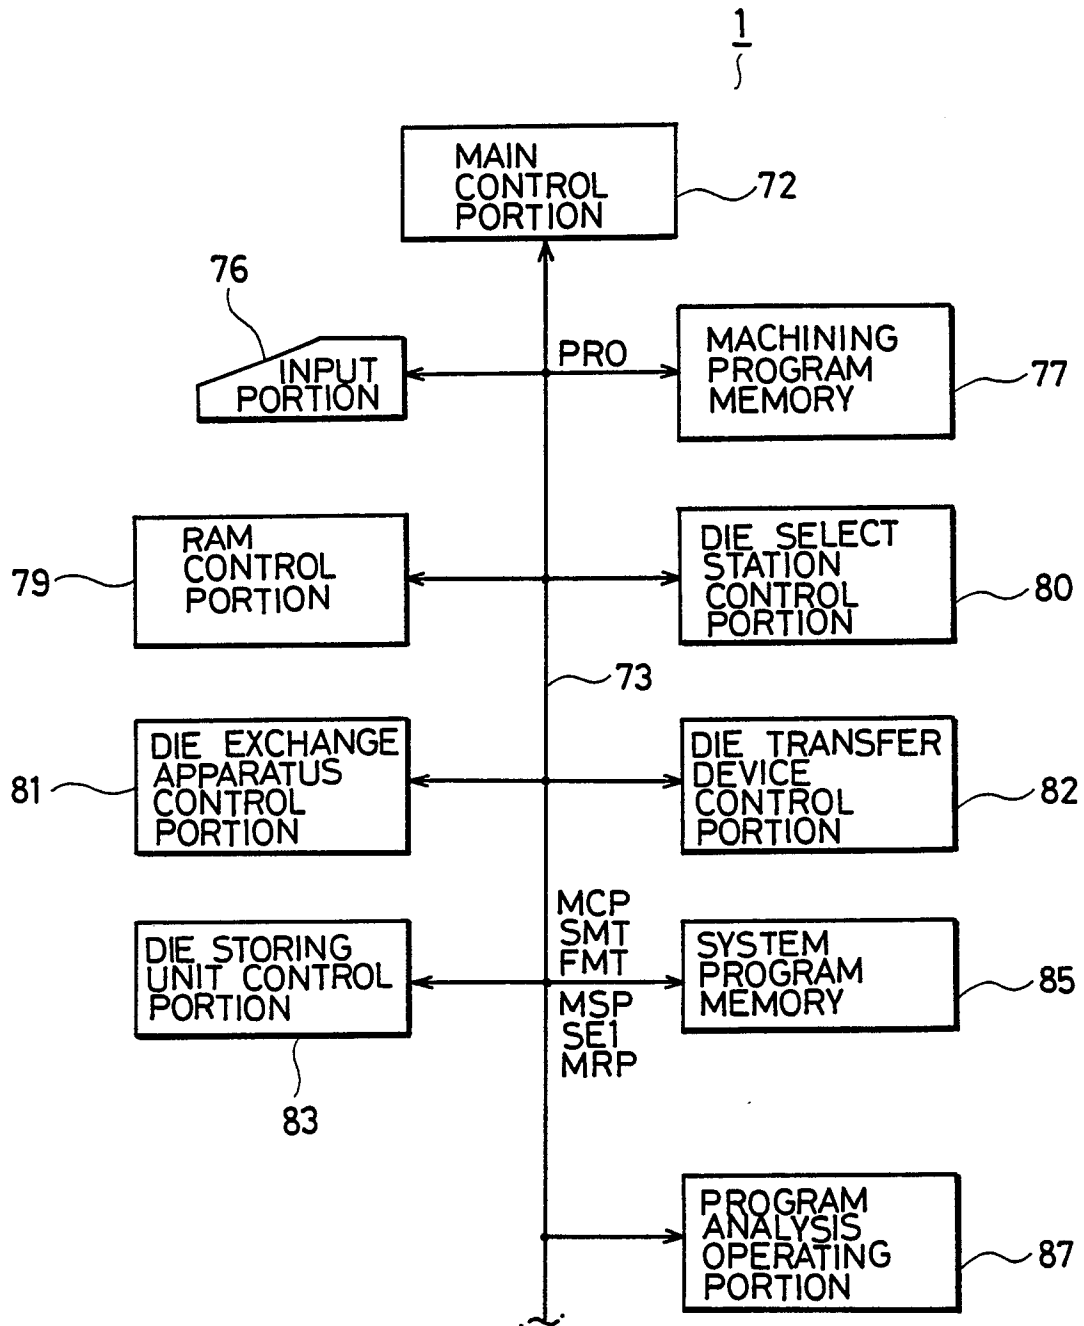 1
MAIN
CONTROL
PORTION
72
76
INPUT
PORTION
PRO
MACHINING
PROGRAM
MEMORY
77
RAM
CONTROL
PORTION
79
DIE SELECT
STATION
CONTROL
PORTION
80
73
DIE EXCHANGE
APPARATUS
CONTROL
PORTION
81
DIE TRANSFER
DEVICE
CONTROL
PORTION
82
DIE STORING
UNIT CONTROL
PORTION
83
MCP
SMT
FMT
MSP
SE1
MRP
SYSTEM
PROGRAM
MEMORY
85
PROGRAM
ANALYSIS
OPERATING
PORTION
87